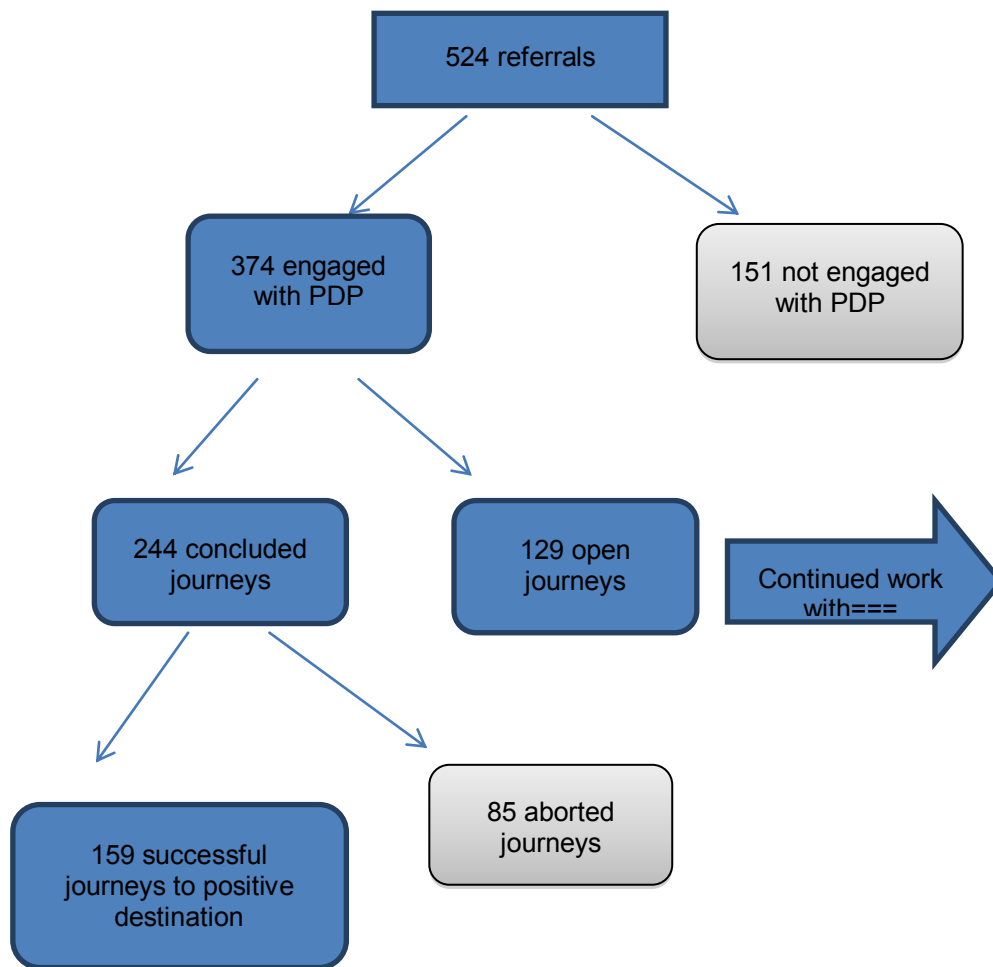 524 referrals
374 engaged
with PDP
151 not engaged
with PDP
244 concluded
journeys
129 open
journeys
Continued work
with===
159 successful
journeys to positive
destination
85 aborted
journeys